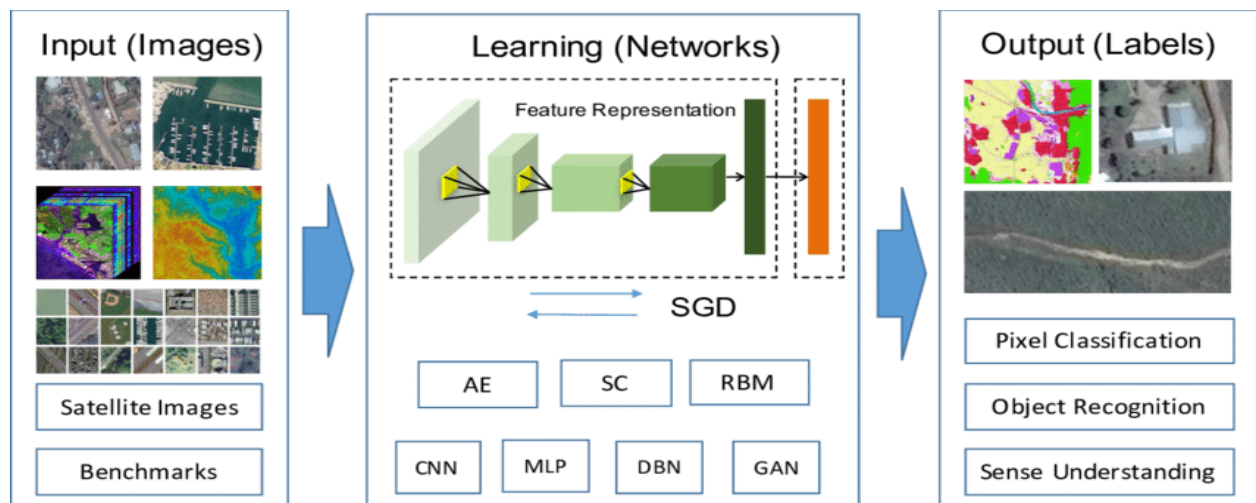 Input (Images)
Satellite Images
Benchmarks
Learning (Networks)
Feature Representation
SGD
AE
SC
RBM
CNN
MLP
DBN
GAN
Output (Labels)
Pixel Classification
Object Recognition
Sense Understanding